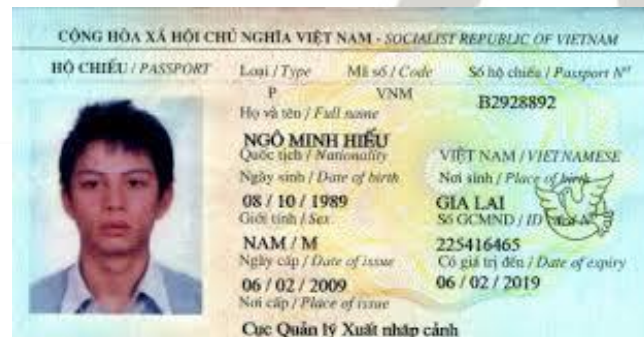 CỘNG HÒA XÃ HỘI CHỦ NGHĨA VIỆT NAM - SOCIALIST REPUBLIC OF VIETNAM
HỘ CHIẾU / PASSPORT Loại / Type Mã số / Code Số hộ chiếu / Passport Nº
P VNM B2928892
Họ và tên / Full name
NGÔ MINH HIẾU
Quốc tịch / Nationality VIỆT NAM / VIETNAMESE
Ngày sinh / Date of birth Nơi sinh / Place of birth
08 / 10 / 1989 GIA LAI
Giới tính / Sex Số GCMND / ID
NAM / M 225416465
Ngày cấp / Date of issue Có giá trị đến / Date of expiry
06 / 02 / 2009 06 / 02 / 2019
Nơi cấp / Place of issue
Cục Quản lý Xuất nhập cảnh